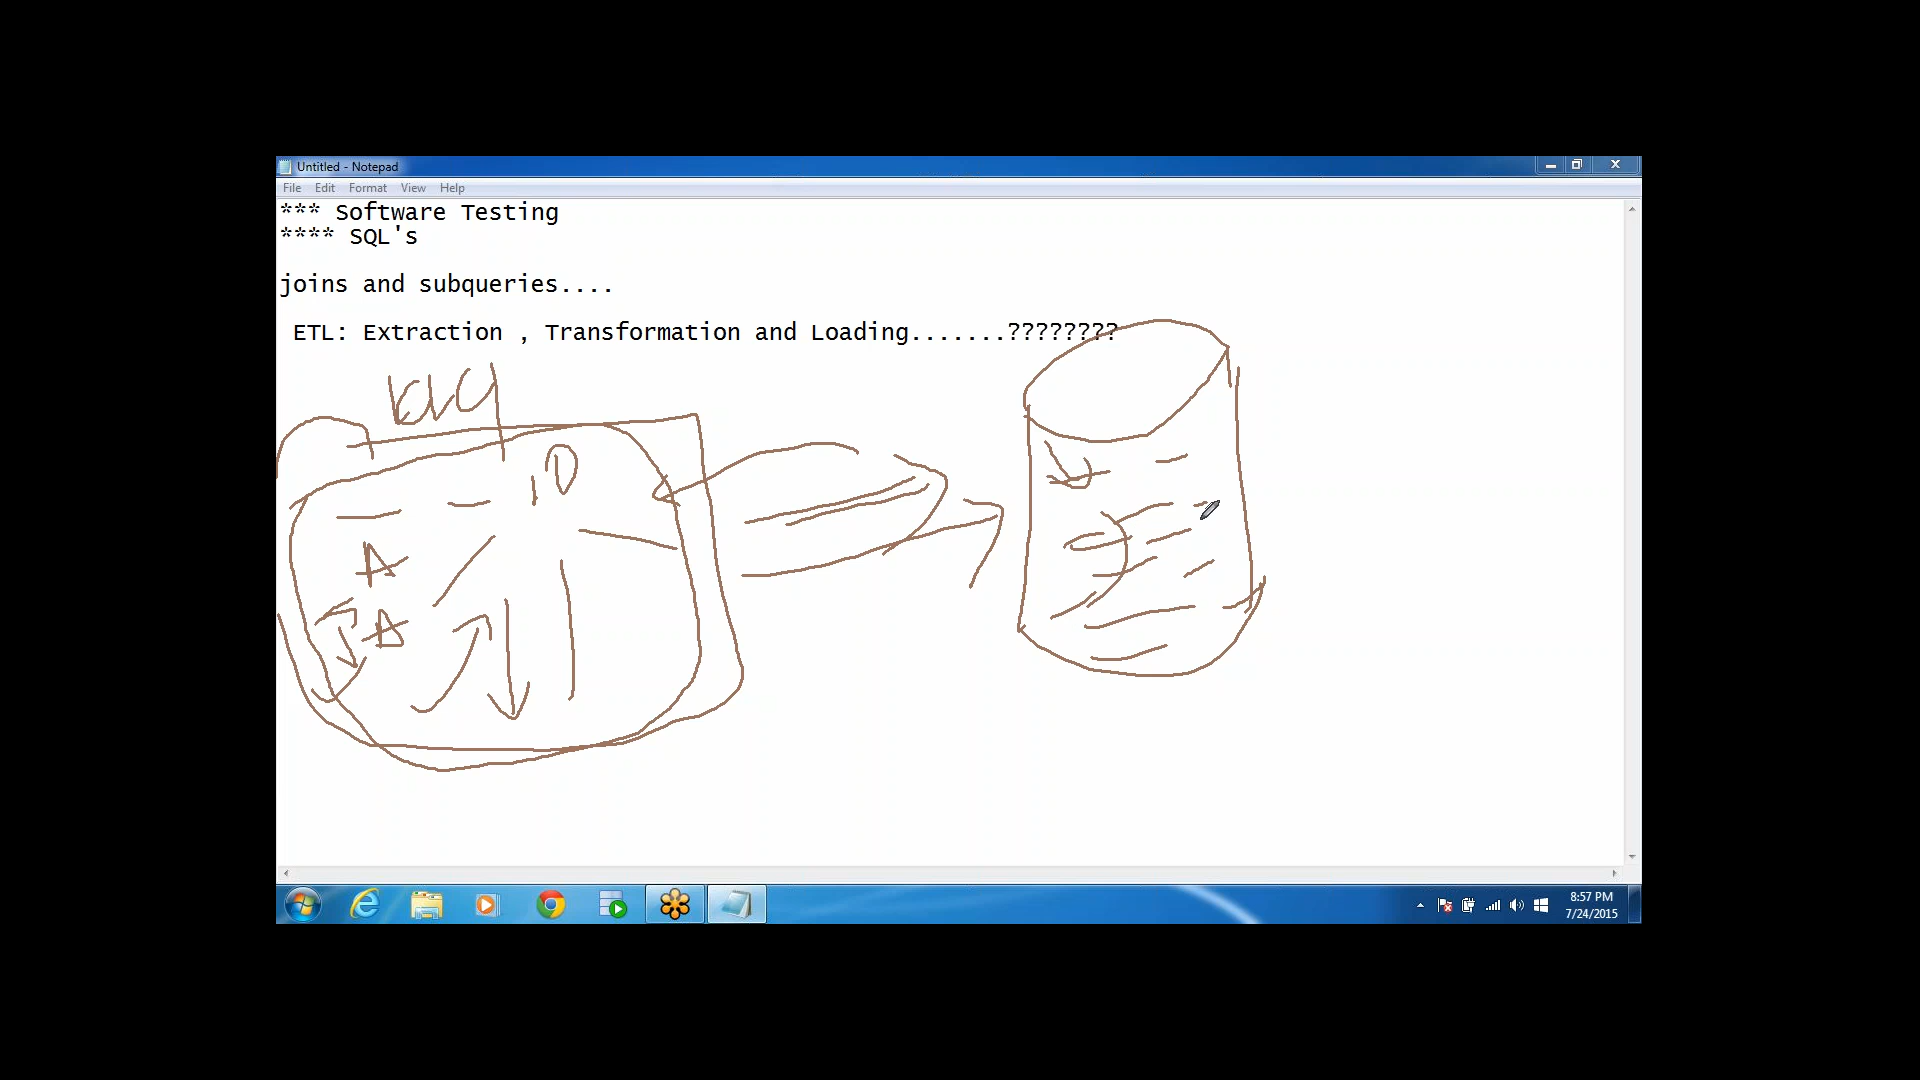 Untitled - Notepad
File Edit Format View Help
*** Software Testing
**** SQL's
joins and subqueries....
ETL: Extraction , Transformation and Loading.......????????
10
A
A
8:57 PM
7/24/2015